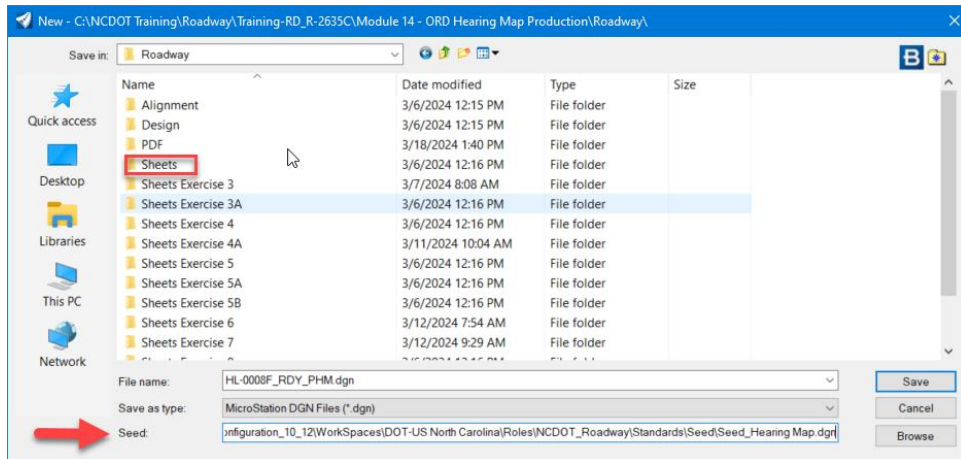 New - C:\NCDOT Training\Roadway\Training-RD_R-2635C\Module 14 - ORD Hearing Map Production\Roadway\
Save in: Roadway
Name Date modified Type Size
Alignment 3/6/2024 12:15 PM File folder
Design 3/6/2024 12:15 PM File folder
PDF 3/18/2024 1:40 PM File folder
Sheets 3/6/2024 12:16 PM File folder
Sheets Exercise 3 3/7/2024 8:08 AM File folder
Sheets Exercise 3A 3/6/2024 12:16 PM File folder
Sheets Exercise 4 3/6/2024 12:16 PM File folder
Sheets Exercise 4A 3/11/2024 10:04 AM File folder
Sheets Exercise 5 3/6/2024 12:16 PM File folder
Sheets Exercise 5A 3/6/2024 12:16 PM File folder
Sheets Exercise 5B 3/6/2024 12:16 PM File folder
Sheets Exercise 6 3/12/2024 7:54 AM File folder
Sheets Exercise 7 3/12/2024 9:29 AM File folder
Quick access
Desktop
Libraries
This PC
Network
File name: HL-0008F_RDY_PHM.dgn Save
Save as type: MicroStation DGN Files (*.dgn) Cancel
Seed: onfiguration_10_12\WorkSpaces\DOT-US North Carolina\Roles\NCDOT_Roadway\Standards\Seed\Seed_Hearing Map.dgn Browse